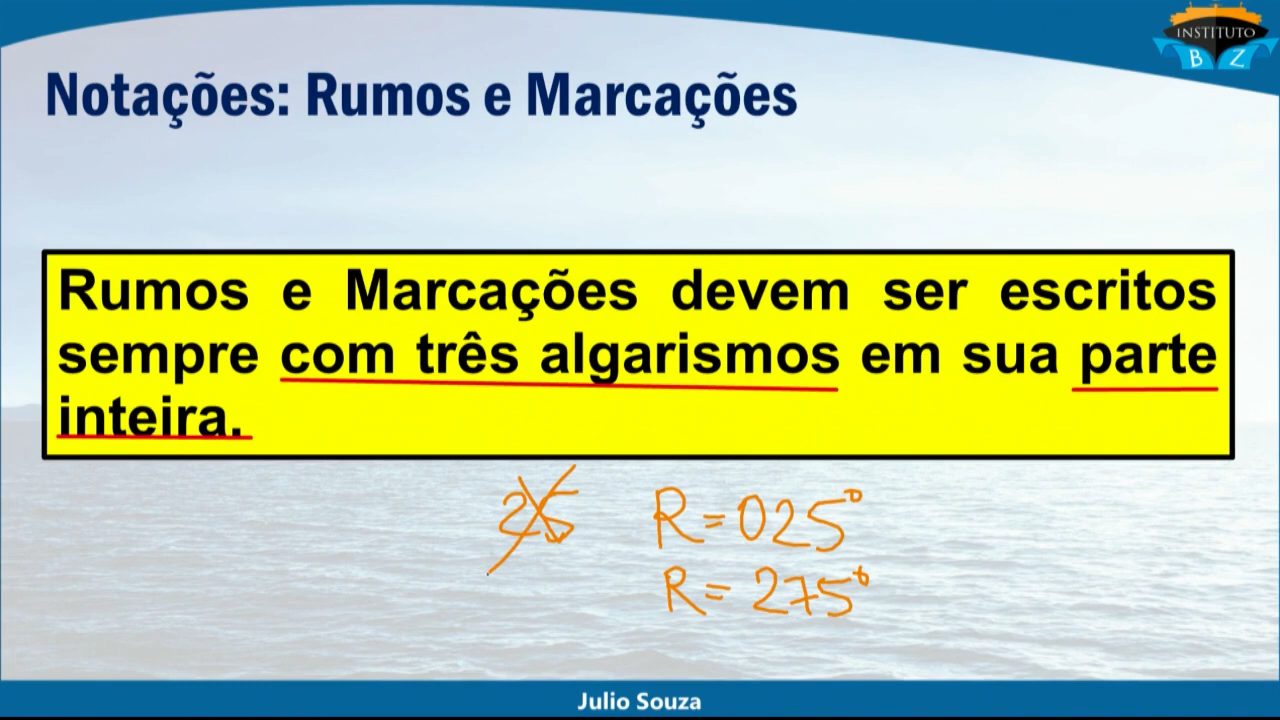 INSTITUTO
B Z
Notações: Rumos e Marcações
Rumos e Marcações devem ser escritos
sempre com três algarismos em sua parte
inteira.
25 R = 025°
R = 275°
Julio Souza